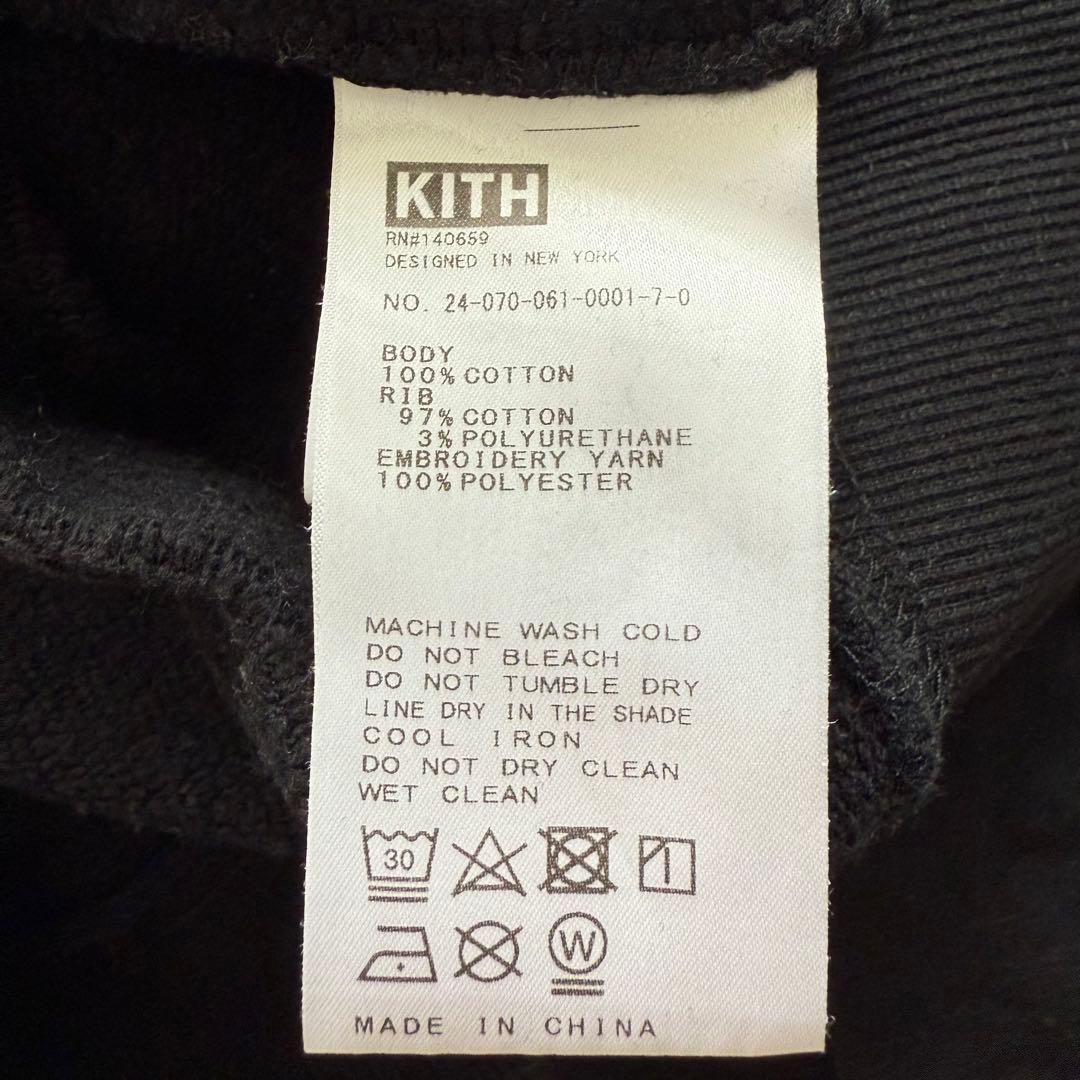 KITH
RN#140659
DESIGNED IN NEW YORK
NO. 24-070-061-0001-7-0
BODY
100% COTTON
RIB
97% COTTON
3% POLYURETHANE
EMBROIDERY YARN
100% POLYESTER
MACHINE WASH COLD
DO NOT BLEACH
DO NOT TUMBLE DRY
LINE DRY IN THE SHADE
COOL IRON
DO NOT DRY CLEAN
WET CLEAN
30
W
MADE IN CHINA